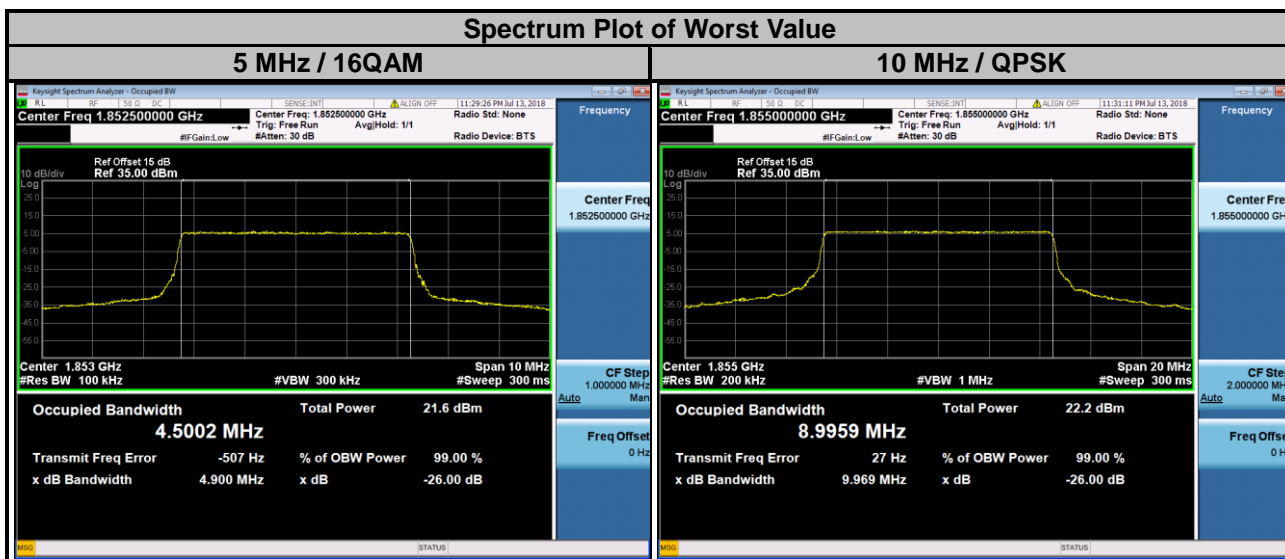 Spectrum Plot of Worst Value
5 MHz / 16QAM
Keysight Spectrum Analyzer - Occupied BW
RL RF 50 Ω DC SENSE:INT ALIGN OFF 11:29:26 PM Jul 13, 2018
Center Freq 1.852500000 GHz
Center Freq: 1.852500000 GHz Radio Std: None
Trig: Free Run Avg|Hold: 1/1
#IFGain:Low #Atten: 30 dB Radio Device: BTS
Ref Offset 15 dB
10 dB/div Ref 35.00 dBm
Log
25.0
15.0
5.00
-5.00
-15.0
-25.0
-35.0
-45.0
-55.0
Center 1.853 GHz Span 10 MHz
#Res BW 100 kHz #VBW 300 kHz #Sweep 300 ms
Occupied Bandwidth Total Power 21.6 dBm
4.5002 MHz
Transmit Freq Error -507 Hz % of OBW Power 99.00 %
x dB Bandwidth 4.900 MHz x dB -26.00 dB
MSG STATUS
Frequency
Center Freq
1.852500000 GHz
CF Step
1.000000 MHz
Auto Man
Freq Offset
0 Hz
10 MHz / QPSK
Keysight Spectrum Analyzer - Occupied BW
RL RF 50 Ω DC SENSE:INT ALIGN OFF 11:31:11 PM Jul 13, 2018
Center Freq 1.855000000 GHz
Center Freq: 1.855000000 GHz Radio Std: None
Trig: Free Run Avg|Hold: 1/1
#IFGain:Low #Atten: 30 dB Radio Device: BTS
Ref Offset 15 dB
10 dB/div Ref 35.00 dBm
Log
25.0
15.0
5.00
-5.00
-15.0
-25.0
-35.0
-45.0
-55.0
Center 1.855 GHz Span 20 MHz
#Res BW 200 kHz #VBW 1 MHz #Sweep 300 ms
Occupied Bandwidth Total Power 22.2 dBm
8.9959 MHz
Transmit Freq Error 27 Hz % of OBW Power 99.00 %
x dB Bandwidth 9.969 MHz x dB -26.00 dB
MSG STATUS
Frequency
Center Fre
1.855000000 GH
CF Ste
2.000000 MH
Auto Ma
Freq Offse
0 H